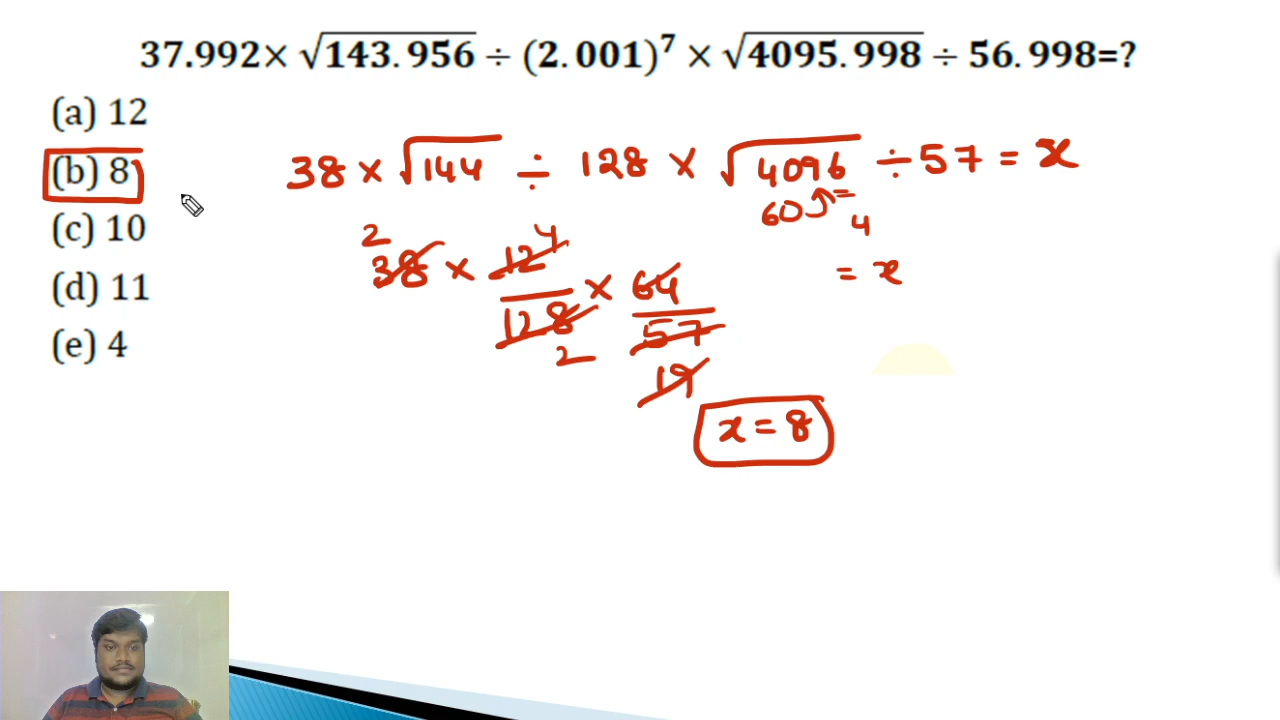 37.992× √143.956 ÷ (2.001)⁷ × √4095.998 ÷ 56.998=?
(a) 12
(b) 8
(c) 10
(d) 11
(e) 4
38 × √144 ÷ 128 × √4096 ÷ 57 = x
60 4
2 4
38 × 12 × 64 = x
128 57
2 19
x = 8